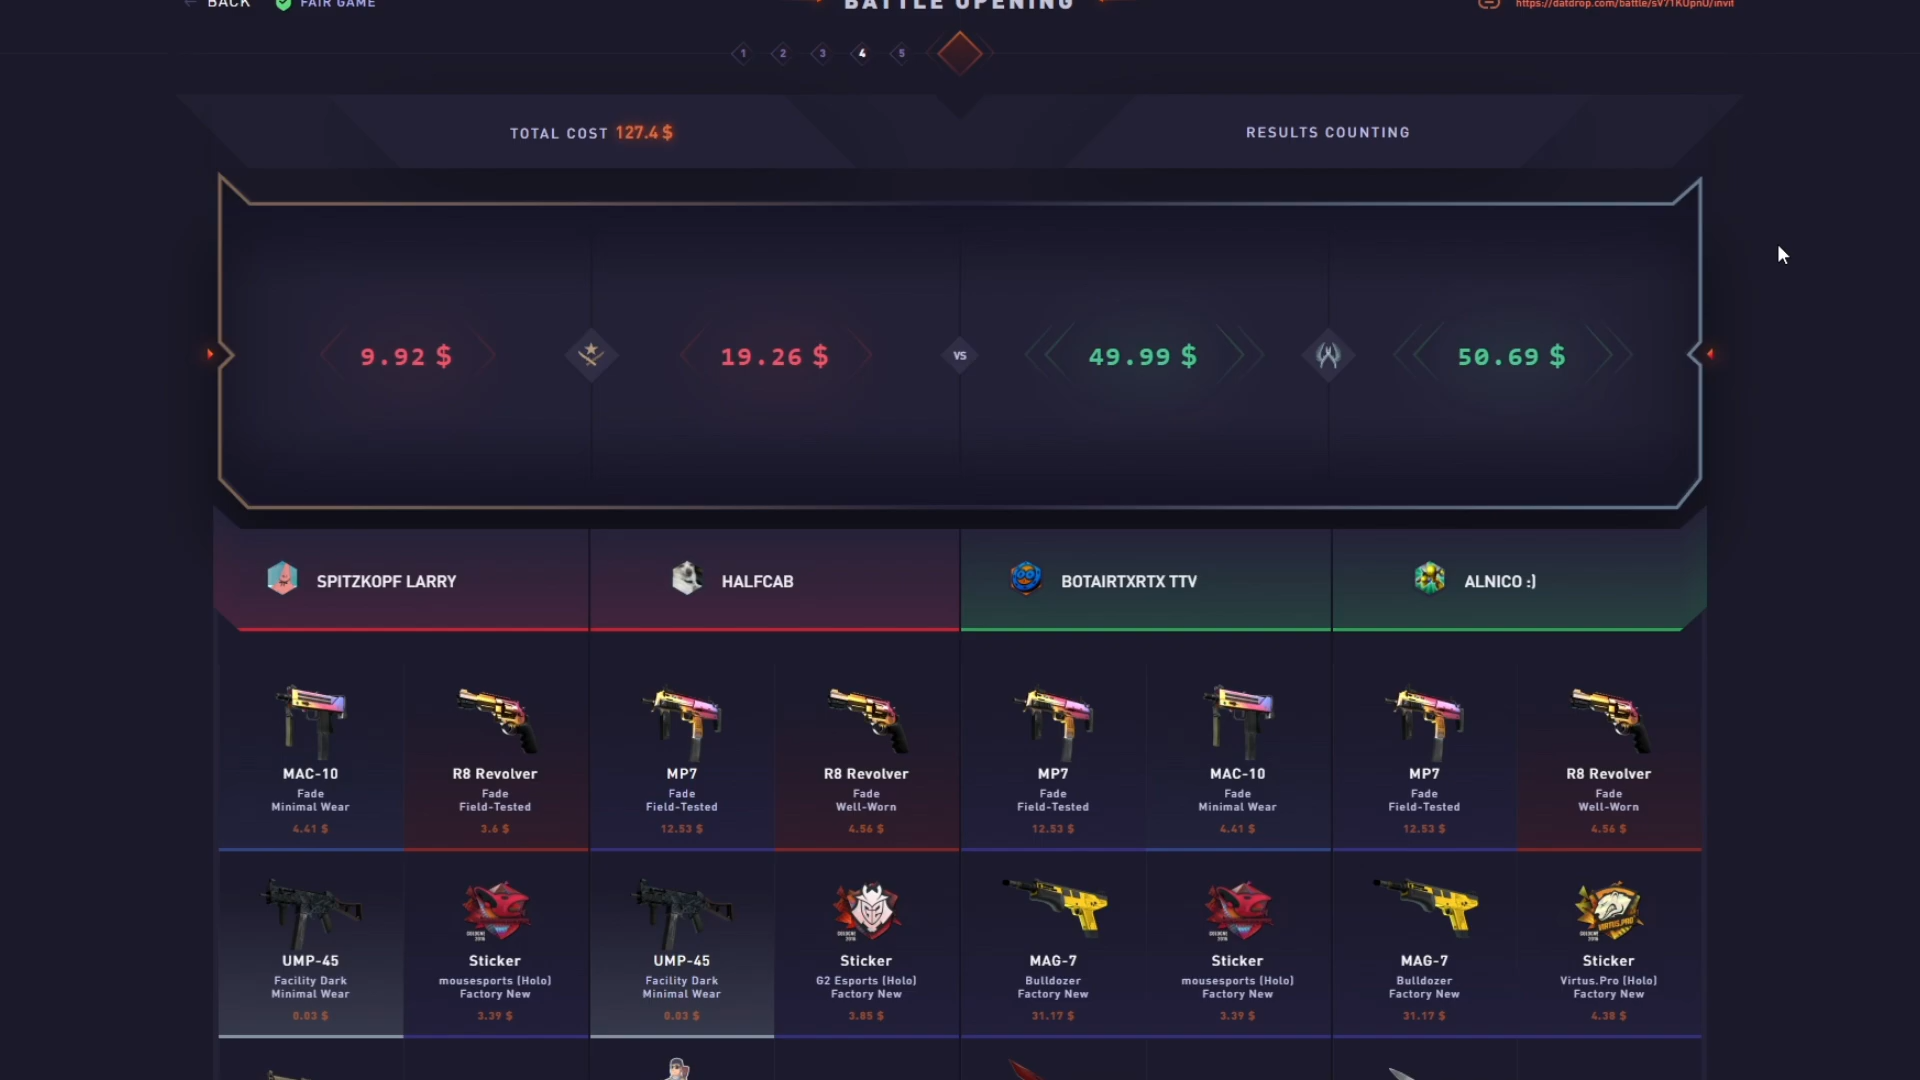 BACK
FAIR GAME
BATTLE OPENING
https://datdrop.com/battle/sV71KUpnU/invit
1 2 3 4 5
TOTAL COST 127.4 $
RESULTS COUNTING
9.92 $
19.26 $
VS
49.99 $
50.69 $
SPITZKOPF LARRY
HALFCAB
BOTAIRTXRTX TTV
ALNICO :)
MAC-10
Fade
Minimal Wear
4.41 $
R8 Revolver
Fade
Field-Tested
3.6 $
MP7
Fade
Field-Tested
12.53 $
R8 Revolver
Fade
Well-Worn
4.56 $
MP7
Fade
Field-Tested
12.53 $
MAC-10
Fade
Minimal Wear
4.41 $
MP7
Fade
Field-Tested
12.53 $
R8 Revolver
Fade
Well-Worn
4.56 $
UMP-45
Facility Dark
Minimal Wear
0.03 $
Sticker
mousesports (Holo)
Factory New
3.39 $
UMP-45
Facility Dark
Minimal Wear
0.03 $
Sticker
G2 Esports (Holo)
Factory New
3.85 $
MAG-7
Bulldozer
Factory New
31.17 $
Sticker
mousesports (Holo)
Factory New
3.39 $
MAG-7
Bulldozer
Factory New
31.17 $
Sticker
Virtus.Pro (Holo)
Factory New
4.38 $